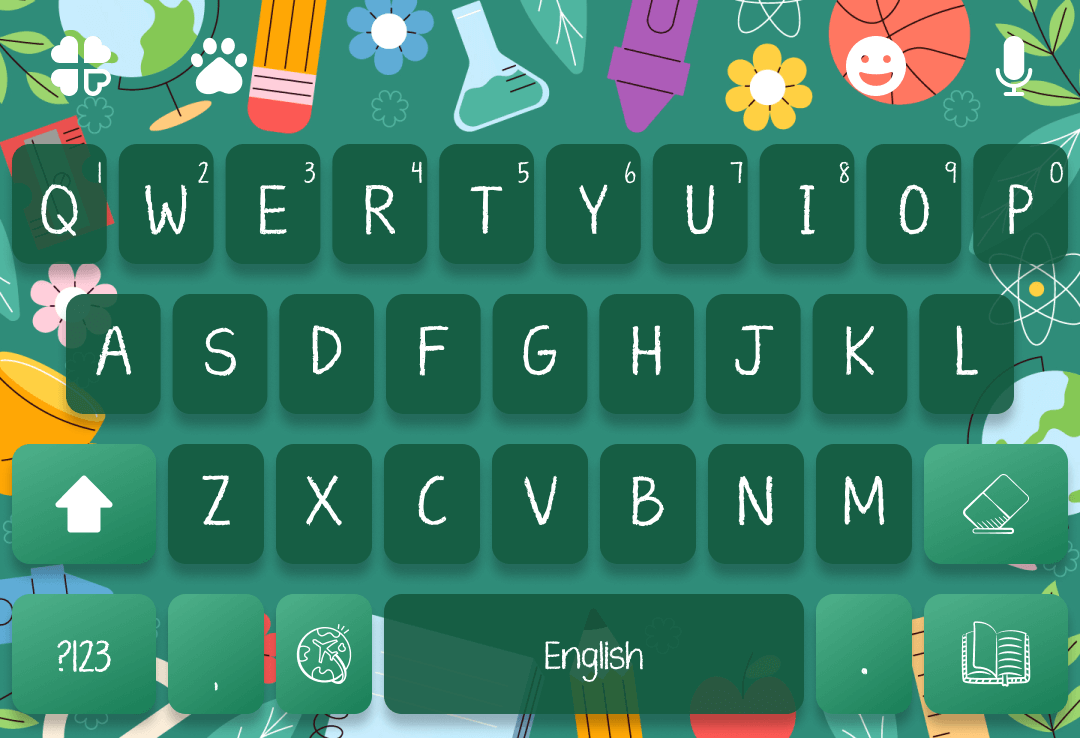 1 2 3 4 5 6 7 8 9 0
Q W E R T Y U I O P
A S D F G H J K L
Z X C V B N M
?123 , English .